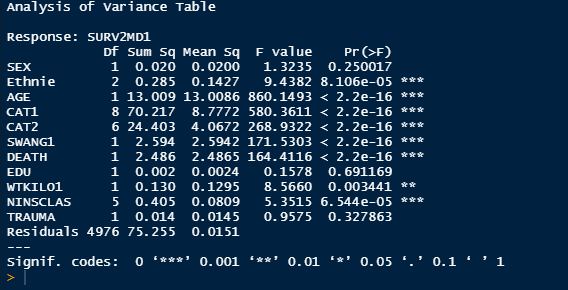 Analysis of Variance Table
Response: SURV2MD1
Df Sum Sq Mean Sq F value Pr(>F)
SEX 1 0.020 0.0200 1.3235 0.250017
Ethnie 2 0.285 0.1427 9.4382 8.106e-05 ***
AGE 1 13.009 13.0086 860.1493 < 2.2e-16 ***
CAT1 8 70.217 8.7772 580.3611 < 2.2e-16 ***
CAT2 6 24.403 4.0672 268.9322 < 2.2e-16 ***
SWANG1 1 2.594 2.5942 171.5303 < 2.2e-16 ***
DEATH 1 2.486 2.4865 164.4116 < 2.2e-16 ***
EDU 1 0.002 0.0024 0.1578 0.691169
WTKILO1 1 0.130 0.1295 8.5660 0.003441 **
NINSCLAS 5 0.405 0.0809 5.3515 6.544e-05 ***
TRAUMA 1 0.014 0.0145 0.9575 0.327863
Residuals 4976 75.255 0.0151
---
Signif. codes: 0 ‘***’ 0.001 ‘**’ 0.01 ‘*’ 0.05 ‘.’ 0.1 ‘ ’ 1
>